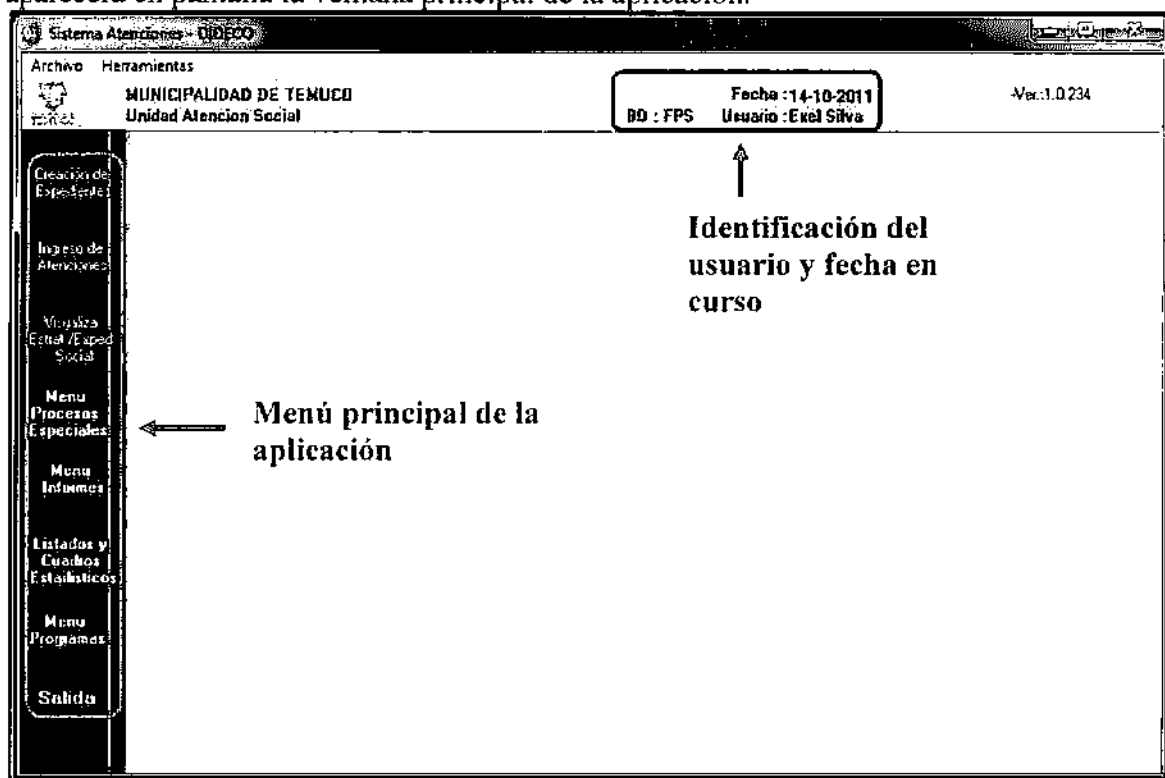 aparecerá en pantalla la ventana principal de la aplicación.
Sistema Atenciones - DIDECO
Archivo Herramientas
MUNICIPALIDAD DE TEMUCO
Unidad Atencion Social
Fecha :14-10-2011
BD : FPS Usuario :Exel Silva
-Ver.:1.0.234
Creación de
Expedientes
Ingreso de
Atenciones
Visualiza
Estrat /Exped
Social
Menu
Procesos
Especiales
Menu
Informes
Listados y
Cuadros
Estadisticos
Menu
Programas
Salida
Identificación del
usuario y fecha en
curso
Menú principal de la
aplicación